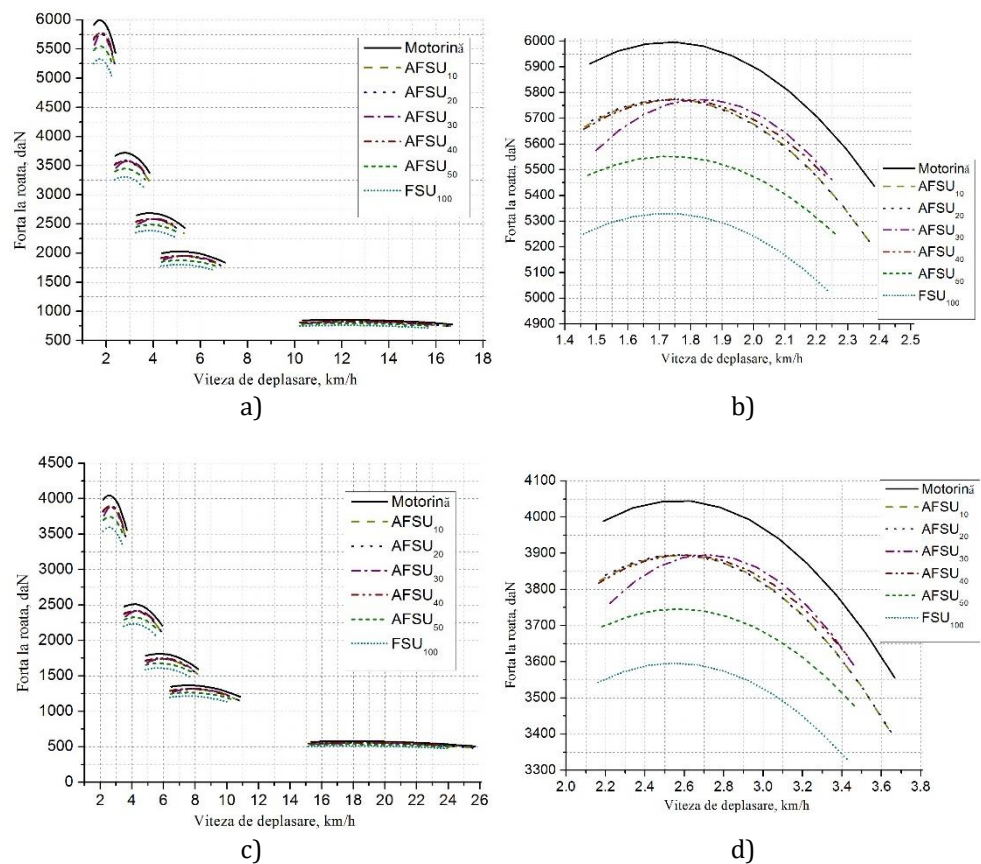 Forta la roata, daN
6000
5500
5000
4500
4000
3500
3000
2500
2000
1500
1000
500
2 4 6 8 10 12 14 16 18
Viteza de deplasare, km/h
Motorină
AFSU10
AFSU20
AFSU30
AFSU40
AFSU50
FSU100
a)
Forta la roata, daN
6000
5900
5800
5700
5600
5500
5400
5300
5200
5100
5000
4900
1.4 1.5 1.6 1.7 1.8 1.9 2.0 2.1 2.2 2.3 2.4 2.5
Viteza de deplasare, km/h
Motorină
AFSU10
AFSU20
AFSU30
AFSU40
AFSU50
FSU100
b)
Forta la roata, daN
4500
4000
3500
3000
2500
2000
1500
1000
500
0
2 4 6 8 10 12 14 16 18 20 22 24 26
Viteza de deplasare, km/h
Motorină
AFSU10
AFSU20
AFSU30
AFSU40
AFSU50
FSU100
c)
Forta la roata, daN
4100
4000
3900
3800
3700
3600
3500
3400
3300
2.0 2.2 2.4 2.6 2.8 3.0 3.2 3.4 3.6 3.8
Viteza de deplasare, km/h
Motorină
AFSU10
AFSU20
AFSU30
AFSU40
AFSU50
FSU100
d)